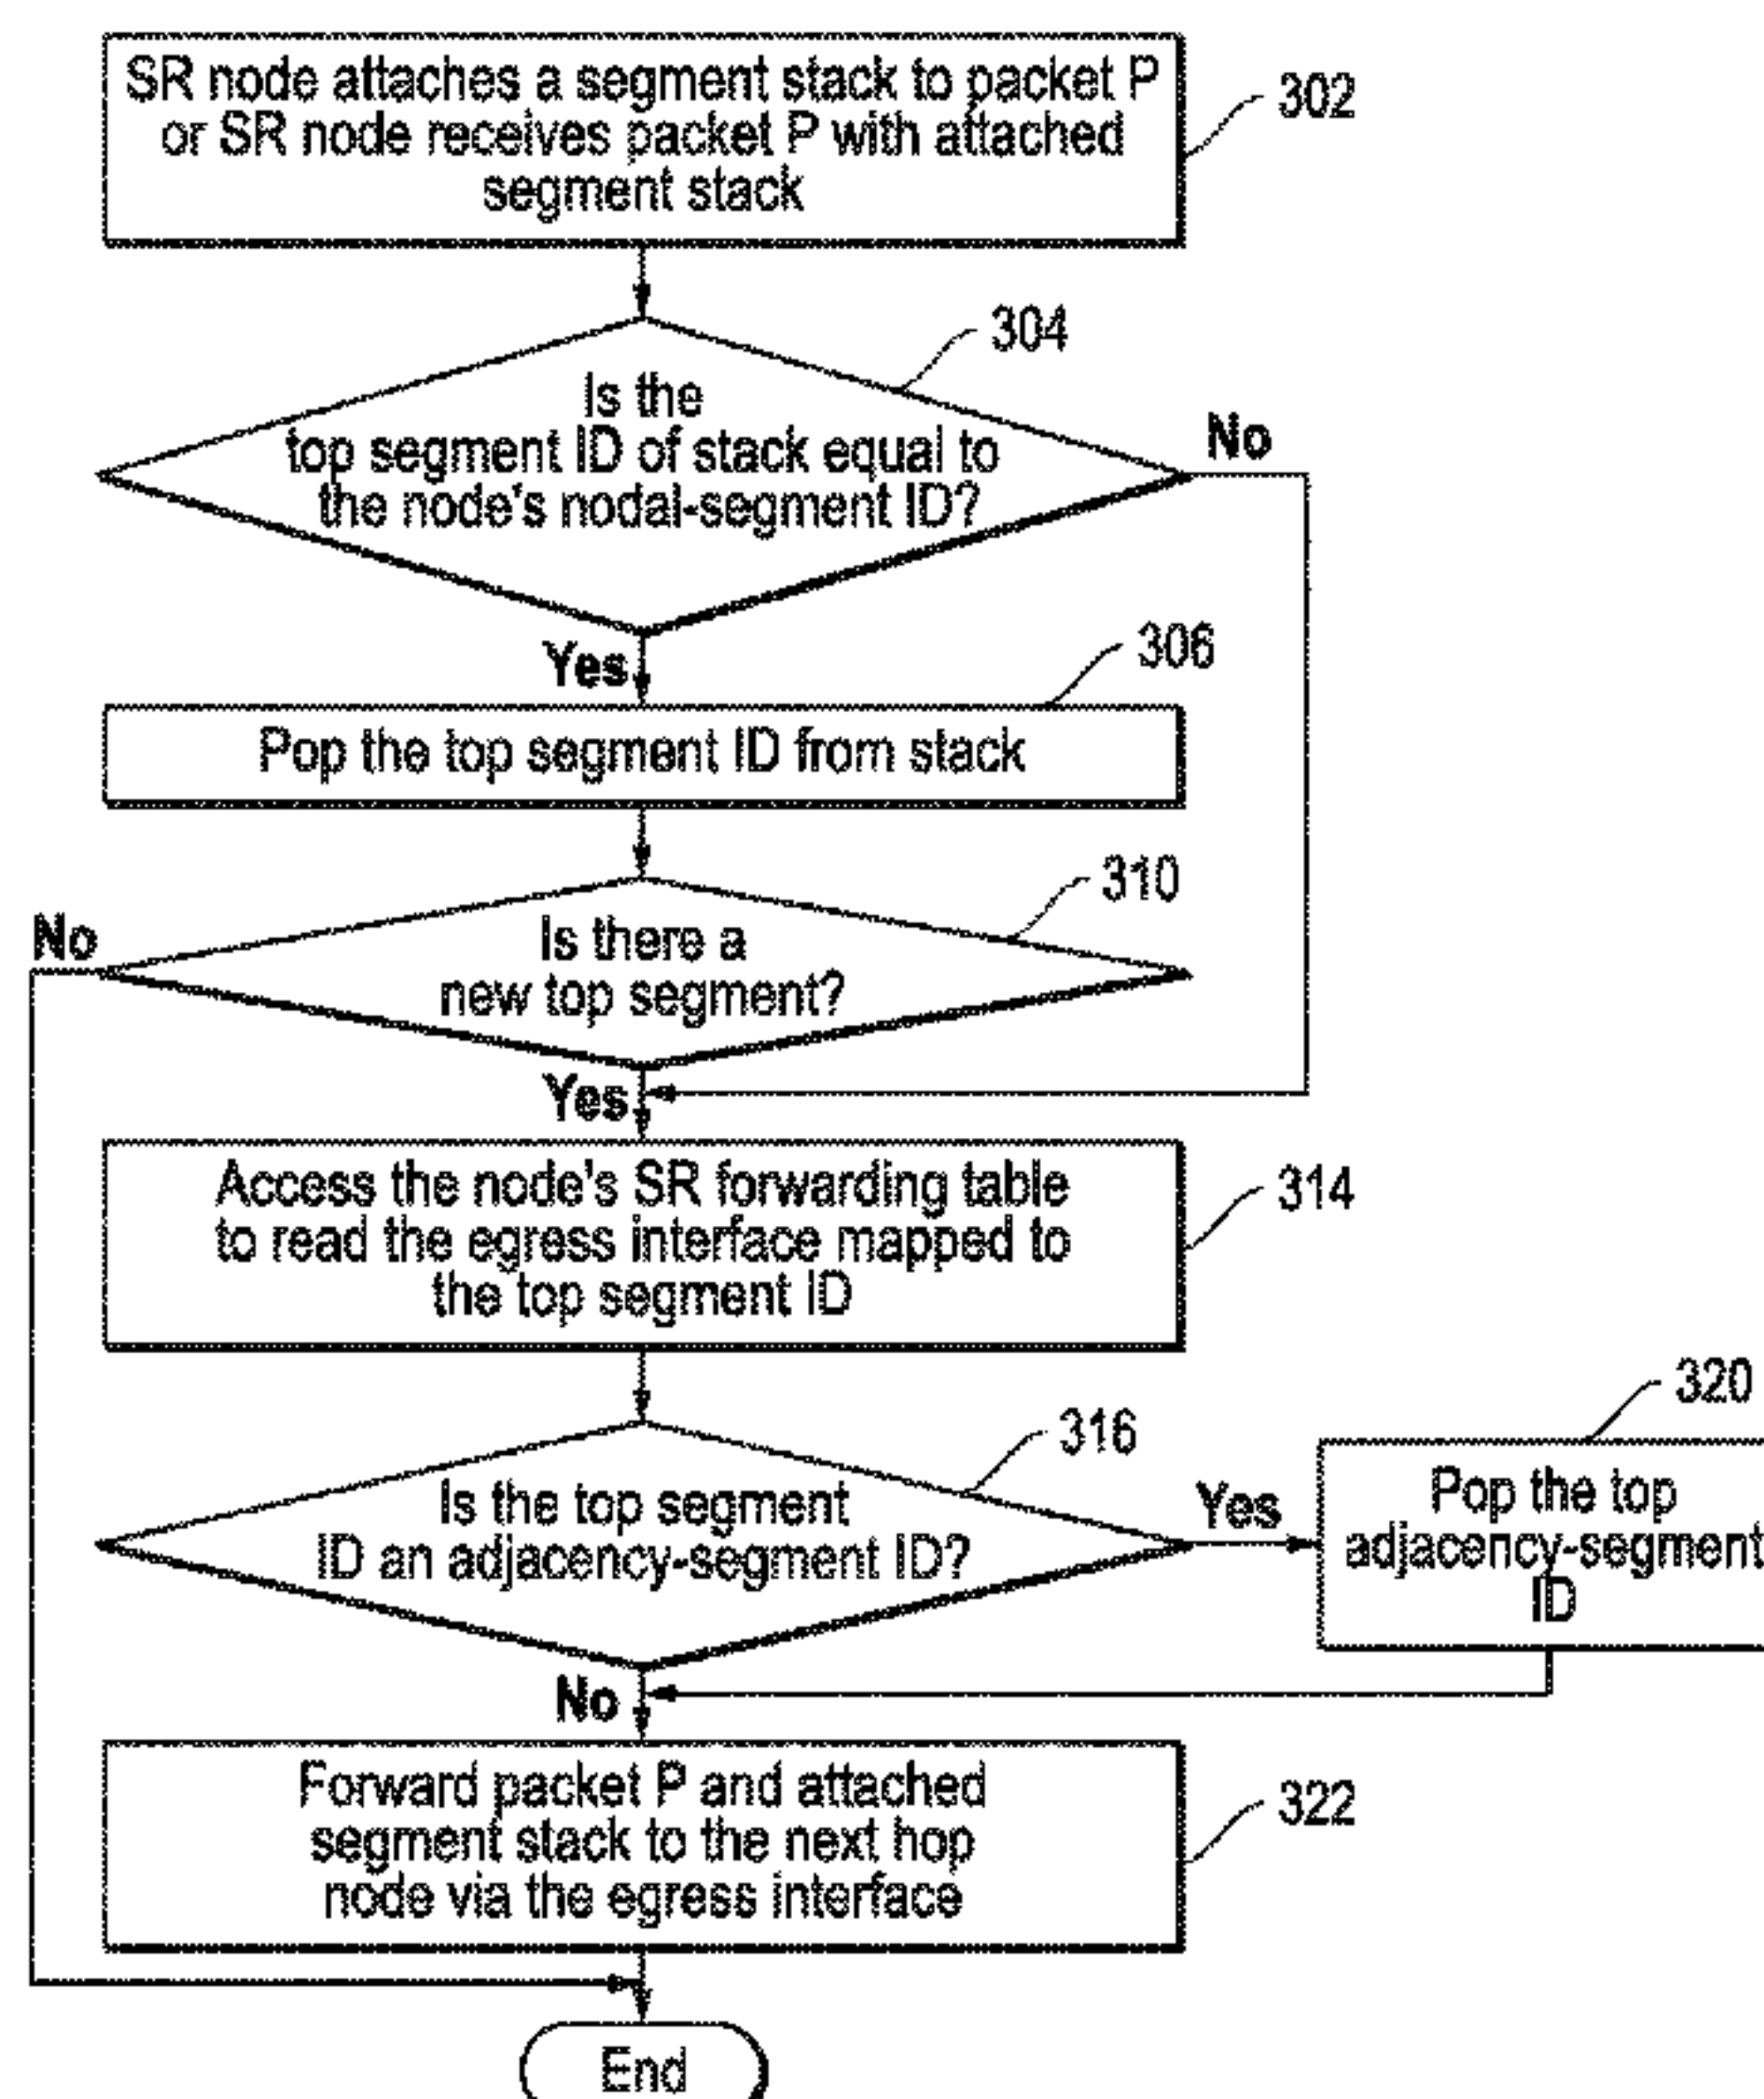 SR node attaches a segment stack to packet P
or SR node receives packet P with attached
segment stack
302
304
Is the
top segment ID of stack equal to
the node's nodal-segment ID?
No
Yes
306
Pop the top segment ID from stack
310
No
Is there a
new top segment?
Yes
Access the node's SR forwarding table
to read the egress interface mapped to
the top segment ID
314
316
Is the top segment
ID an adjacency-segment ID?
Yes
320
Pop the top
adjacency-segment
ID
No
Forward packet P and attached
segment stack to the next hop
node via the egress interface
322
End